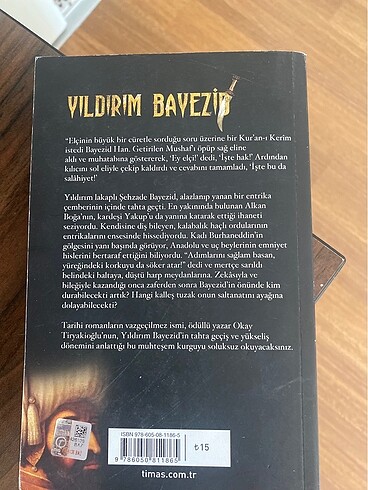 YILDIRIM BAYEZİD
"Elçinin büyük bir cüretle sorduğu soru üzerine bir Kur'an-ı Kerîm
istedi Bayezid Han. Getirilen Mushaf'ı öpüp sağ eline
aldı ve muhatabına göstererek, 'Ey elçi!' dedi, 'İşte hak!' Ardından
kılıcını sol eliyle çekip kaldırdı ve cevabını tamamladı, 'İşte bu da
salâhiyet!'
Yıldırım lakaplı Şehzade Bayezid, alazlanıp yanan bir entrika
çemberinin içinde tahta geçti. En yakınında bulunan Alkan
Boğa'nın, kardeşi Yakup'u da yanına katarak ettiği ihaneti
seziyordu. Kendisine diş bileyen, kalabalık haçlı ordularının
entrikalarını ensesinde hissediyordu. Kadı Burhaneddin'in
gölgesini yanı başında görüyor, Anadolu ve uç beylerinin emniyet
hislerini bertaraf ettiğini biliyordu. "Adımlarını sağlam basan,
yüreğindeki korkuyu da söker atar!" dedi ve mertçe sarıldı
belindeki baltaya, düştü harp meydanlarına. Zekâsıyla ve
bileğiyle kazandığı onca zaferden sonra Bayezid'in önünde kim
durabilecekti artık? Hangi kalleş tuzak onun saltanatını ayağına
dolayabilecekti?
Tarihi romanların vazgeçilmez ismi, ödüllü yazar Okay
Tiryakioğlu'nun, Yıldırım Bayezid'in tahta geçiş ve yükseliş
dönemini anlattığı bu muhteşem kurguyu soluksuz okuyacaksınız.
ISBN 978-605-08-1186-5
₺15
9 786050 811865
timas.com.tr